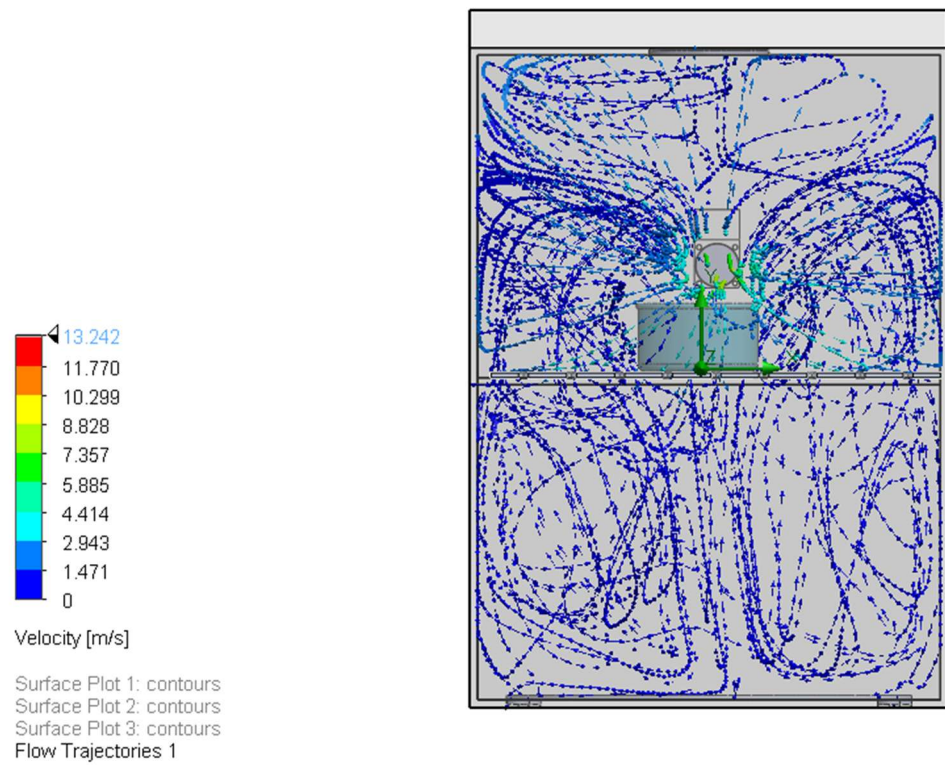 13.242
11.770
10.299
8.828
7.357
5.885
4.414
2.943
1.471
0
Velocity [m/s]
Surface Plot 1: contours
Surface Plot 2: contours
Surface Plot 3: contours
Flow Trajectories 1